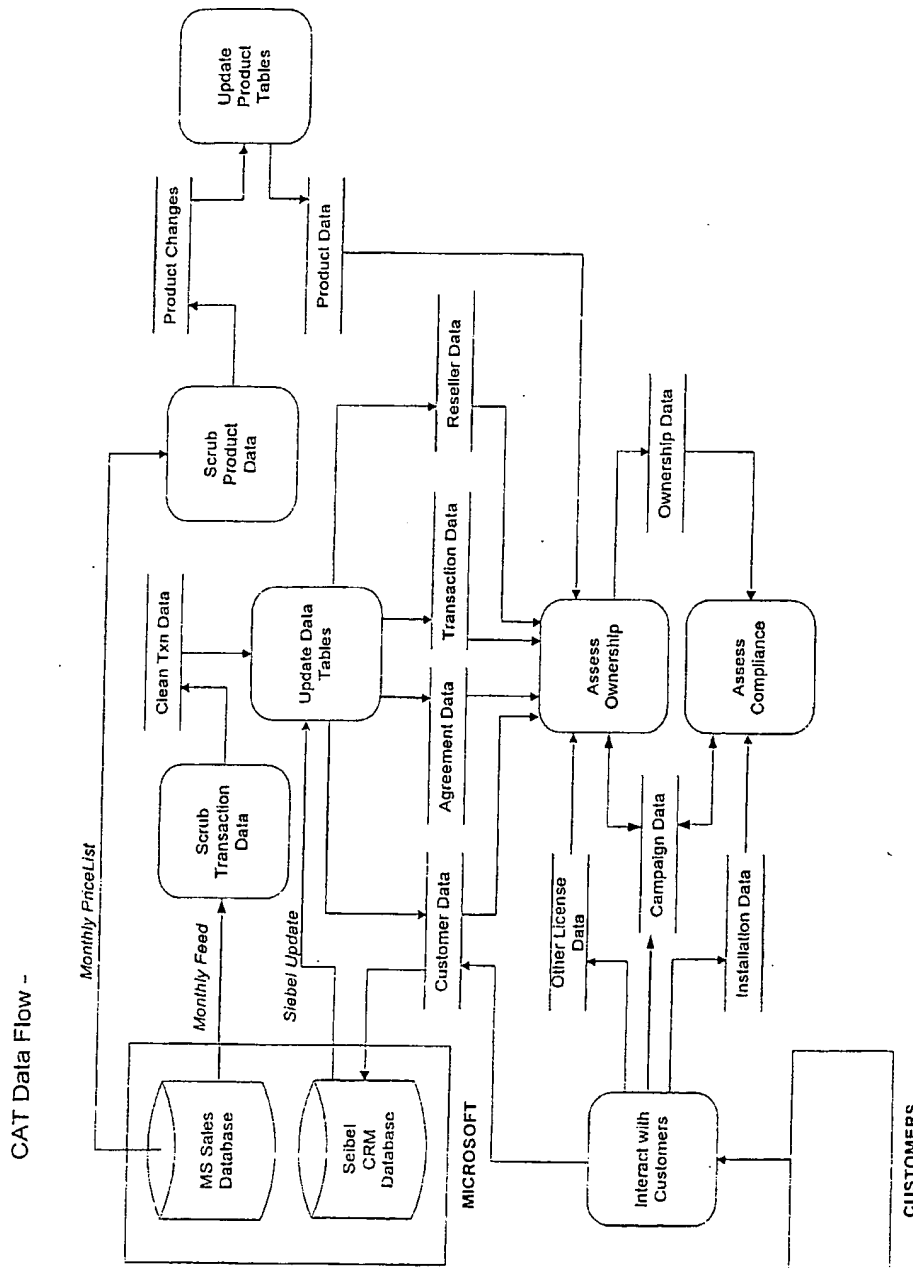 CAT Data Flow -
Monthly PriceList
Monthly Feed
Siebel Update
MS Sales
Database
Seibel
CRM
Database
MICROSOFT
Scrub
Transaction
Data
Clean Txn Data
Scrub
Product
Data
Product Changes
Update
Product
Tables
Product Data
Update Data
Tables
Customer Data
Agreement Data
Transaction Data
Reseller Data
Other License
Data
Campaign Data
Installation Data
Assess
Ownership
Ownership Data
Assess
Compliance
Interact with
Customers
CUSTOMERS